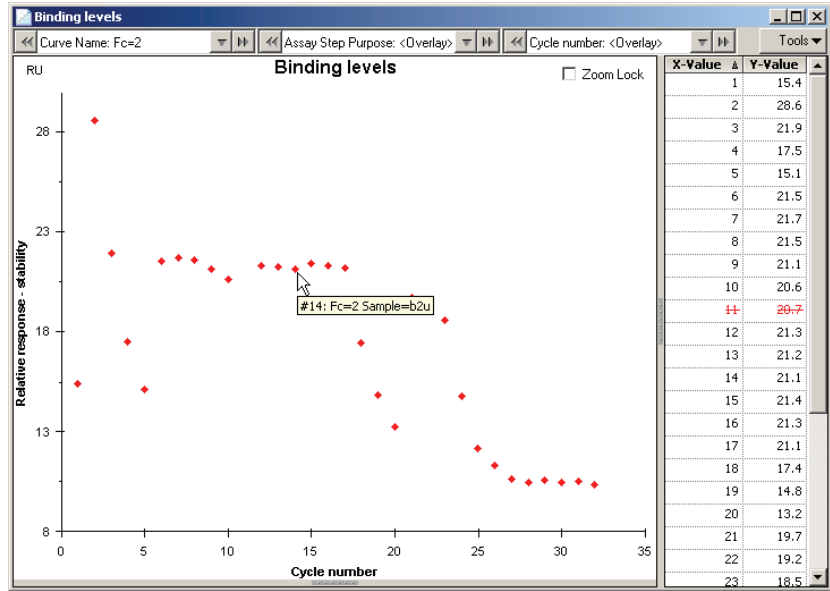 Binding levels
Curve Name: Fc=2 Assay Step Purpose: <Overlay> Cycle number: <Overlay> Tools
RU
Binding levels
Zoom Lock
28
23
18
13
8
0 5 10 15 20 25 30 35
Relative response - stability
Cycle number
#14: Fc=2 Sample=b2u
X-Value Y-Value
1 15.4
2 28.6
3 21.9
4 17.5
5 15.1
6 21.5
7 21.7
8 21.5
9 21.1
10 20.6
11 20.7
12 21.3
13 21.2
14 21.1
15 21.4
16 21.3
17 21.1
18 17.4
19 14.8
20 13.2
21 19.7
22 19.2
23 18.5